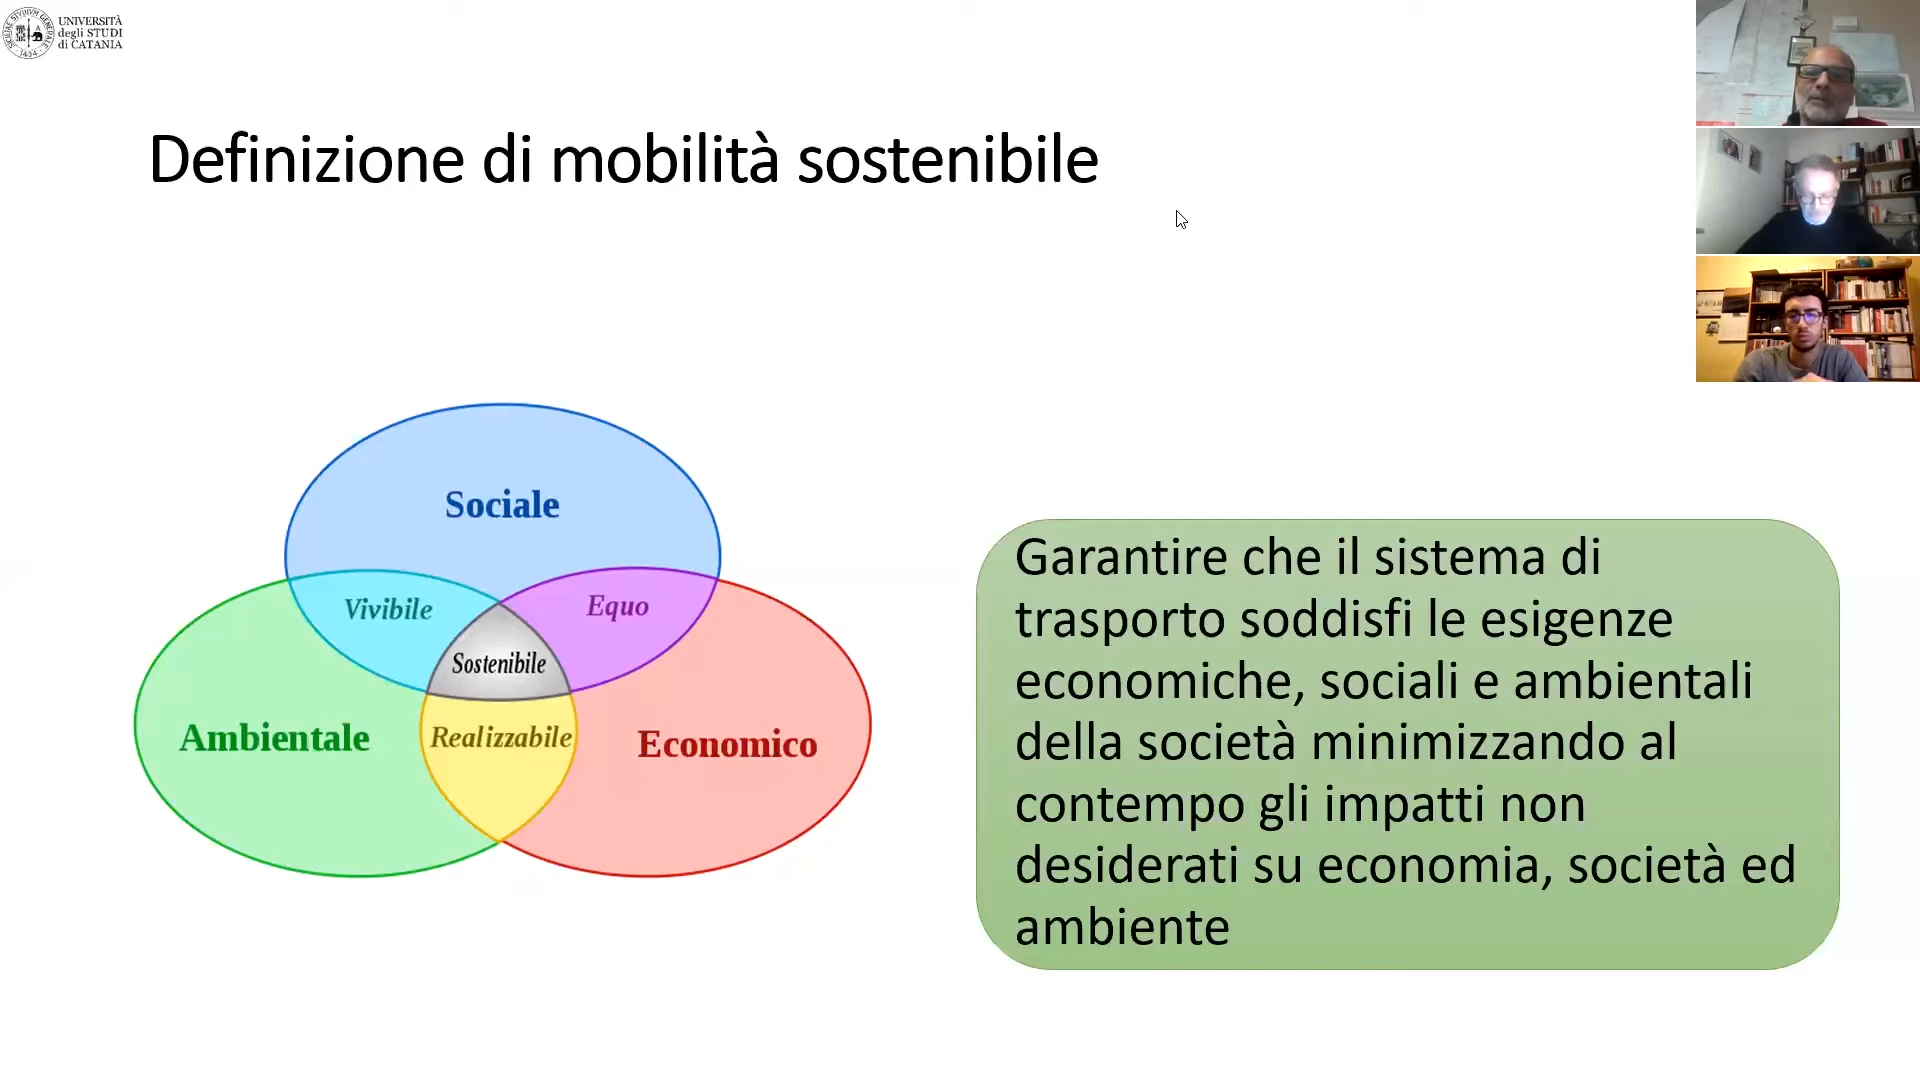 UNIVERSITÀ
degli STUDI
di CATANIA
Definizione di mobilità sostenibile
Sociale
Vivibile
Equo
Sostenibile
Ambientale
Realizzabile
Economico
Garantire che il sistema di
trasporto soddisfi le esigenze
economiche, sociali e ambientali
della società minimizzando al
contempo gli impatti non
desiderati su economia, società ed
ambiente